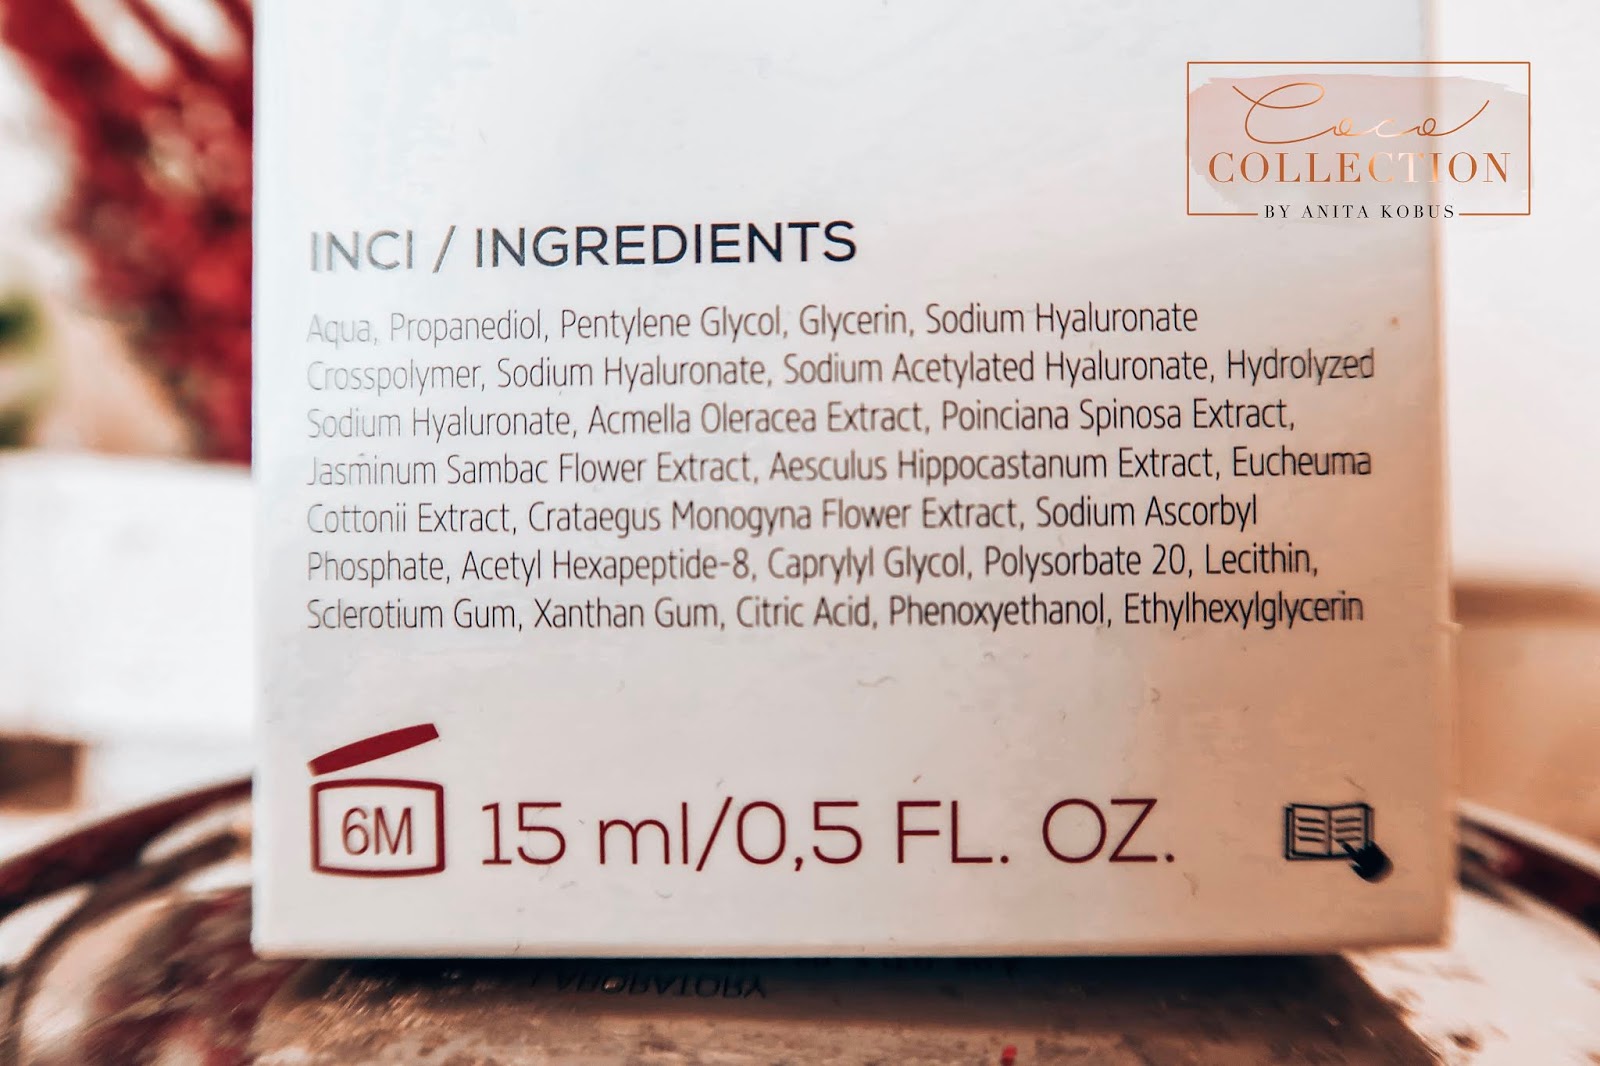 Coco
COLLECTION
BY ANITA KOBUS
INCI / INGREDIENTS
Aqua, Propanediol, Pentylene Glycol, Glycerin, Sodium Hyaluronate
Crosspolymer, Sodium Hyaluronate, Sodium Acetylated Hyaluronate, Hydrolyzed
Sodium Hyaluronate, Acmella Oleracea Extract, Poinciana Spinosa Extract,
Jasminum Sambac Flower Extract, Aesculus Hippocastanum Extract, Eucheuma
Cottonii Extract, Crataegus Monogyna Flower Extract, Sodium Ascorbyl
Phosphate, Acetyl Hexapeptide-8, Caprylyl Glycol, Polysorbate 20, Lecithin,
Sclerotium Gum, Xanthan Gum, Citric Acid, Phenoxyethanol, Ethylhexylglycerin
6M 15 ml/0,5 FL. OZ.
LABORATORY